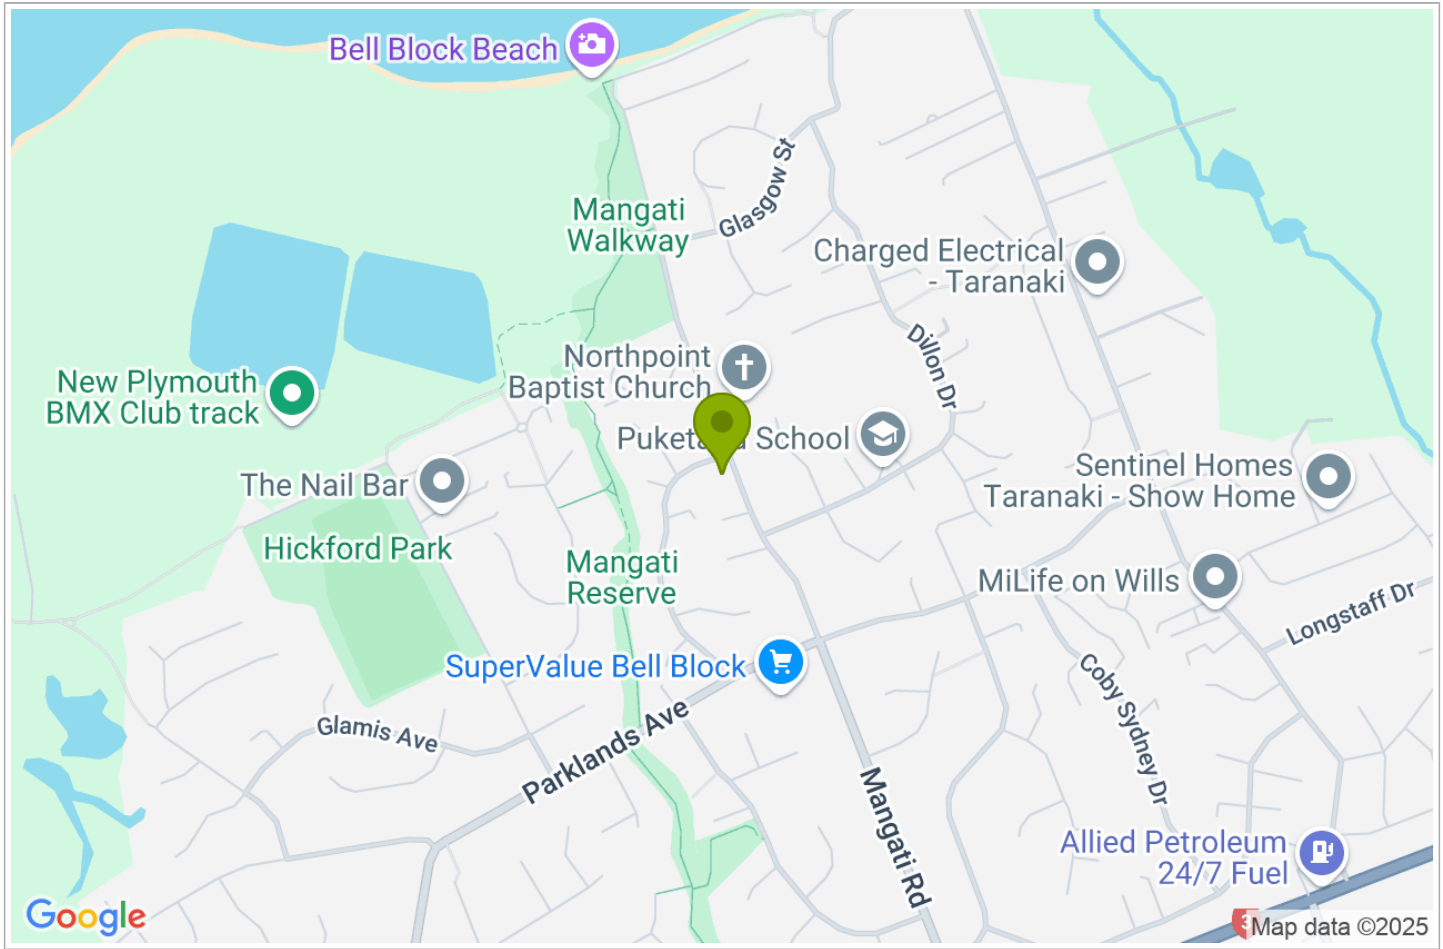 Bell Block Beach
Glasgow St
Mangati
Walkway
Charged Electrical
- Taranaki
Dillon Dr
Northpoint
Baptist Church
New Plymouth
BMX Club track
School
Sentinel Homes
Taranaki - Show Home
The Nail Bar
Hickford Park
Mangati
Reserve
MiLife on Wills
Longstaff Dr
SuperValue Bell Block
Coby Sydney Dr
Glamis Ave
Parklands Ave
Mangati Rd
Allied Petroleum
24/7 Fuel
Google
Map data ©2025